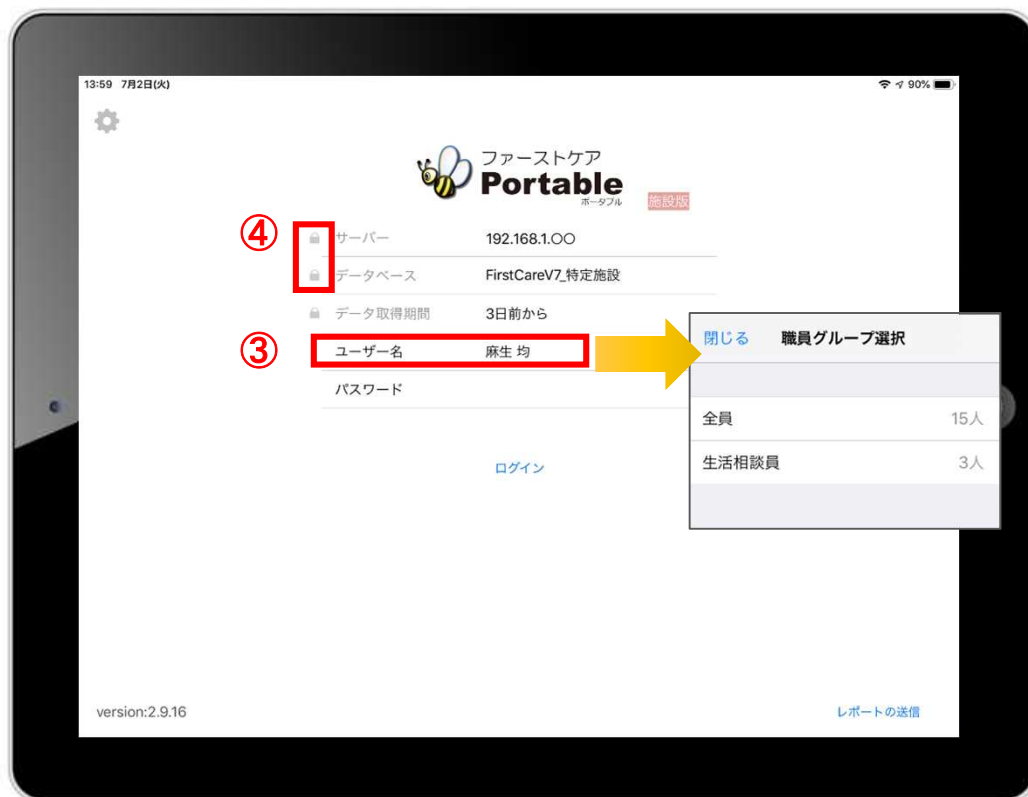 13:59 7月2日(火)
90%
ファーストケア
Portable
ポータブル
施設版
④
サーバー 192.168.1.〇〇
データベース FirstCareV7_特定施設
データ取得期間 3日前から
③
ユーザー名 麻生 均
パスワード
ログイン
閉じる 職員グループ選択
全員 15人
生活相談員 3人
version:2.9.16
レポートの送信